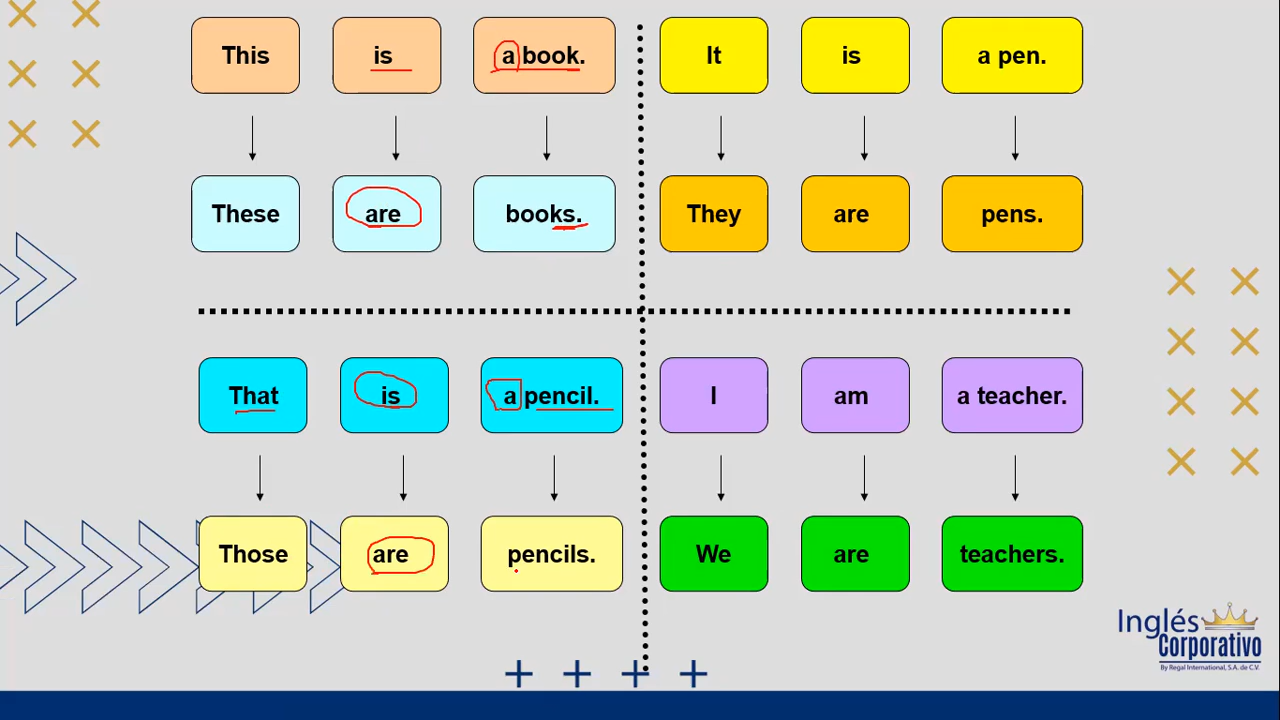 This is a book.
These are books.
It is a pen.
They are pens.
That is a pencil.
Those are pencils.
I am a teacher.
We are teachers.
Inglés
Corporativo
By Regal International, S.A. de C.V.